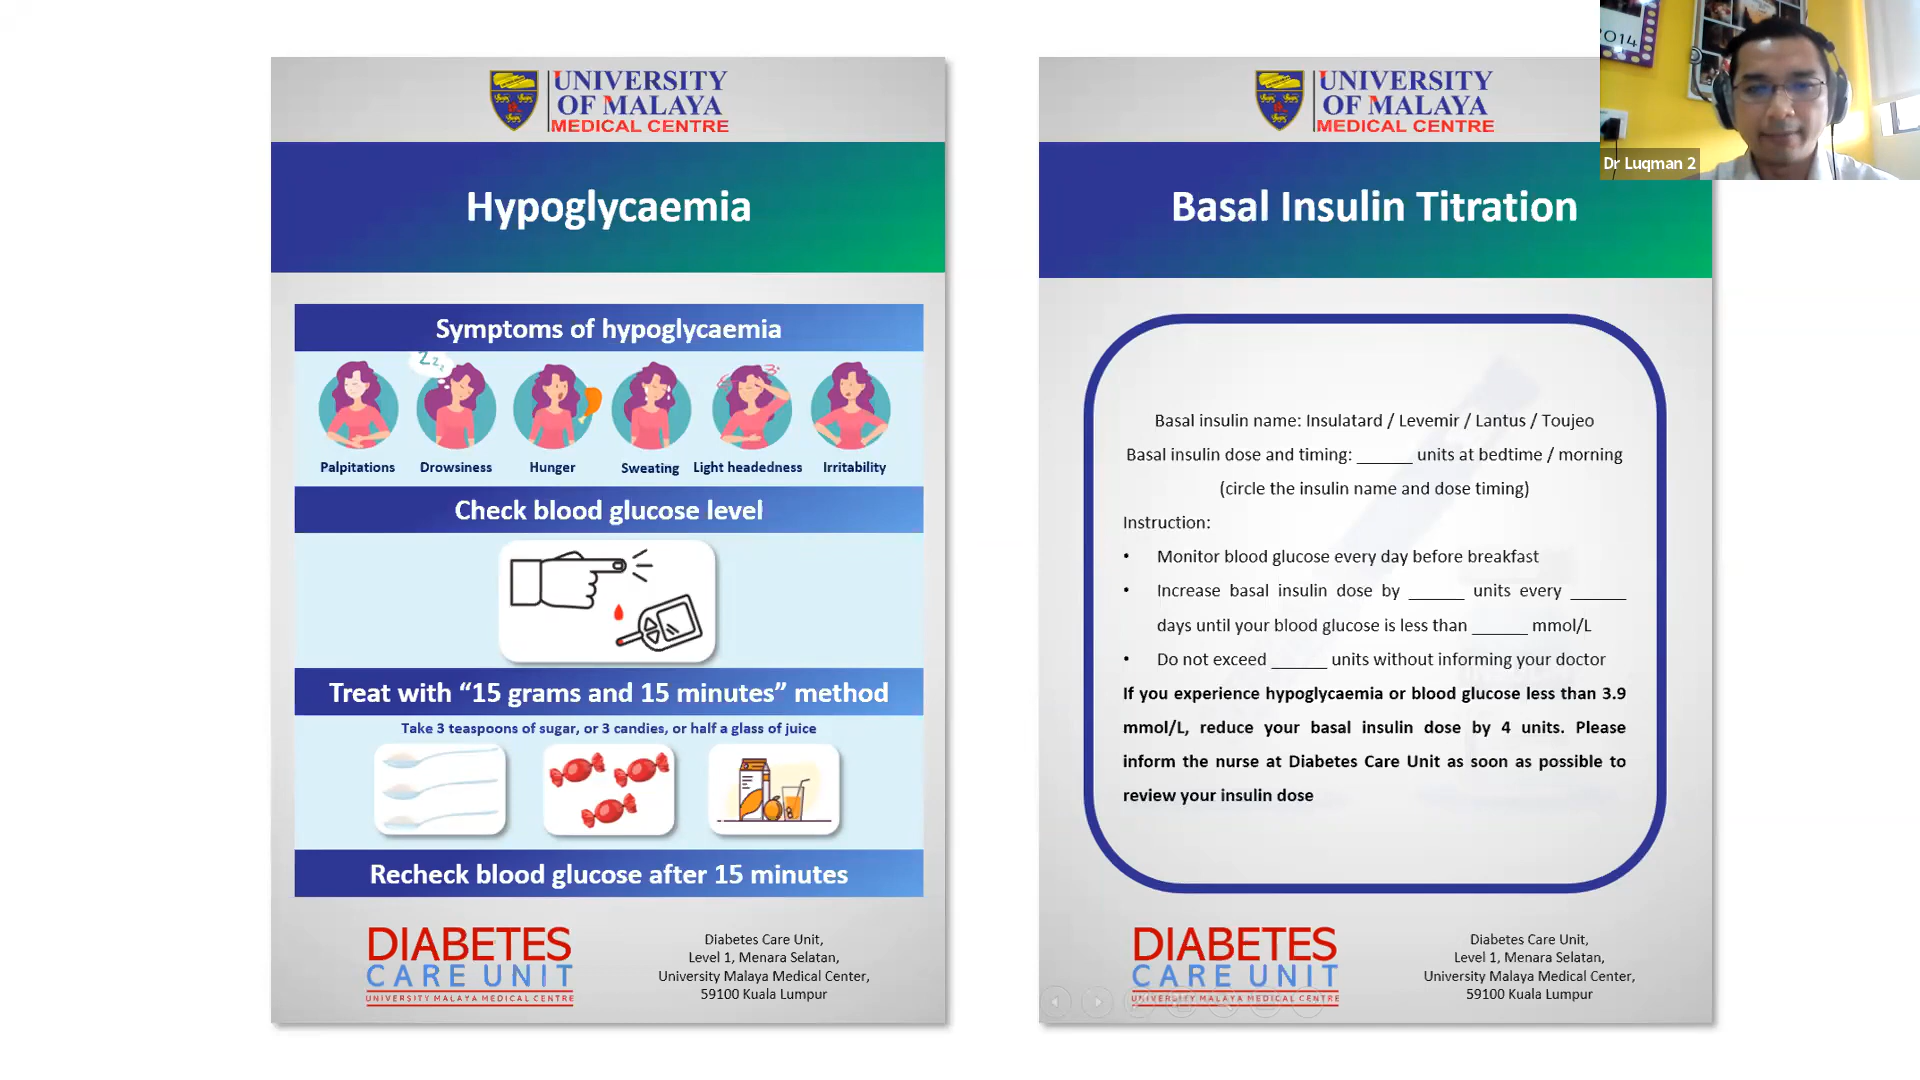 UNIVERSITY
OF MALAYA
MEDICAL CENTRE
Hypoglycaemia
Symptoms of hypoglycaemia
Palpitations
Drowsiness
Hunger
Sweating
Light headedness
Irritability
Check blood glucose level
Treat with “15 grams and 15 minutes” method
Take 3 teaspoons of sugar, or 3 candies, or half a glass of juice
Recheck blood glucose after 15 minutes
DIABETES
CARE UNIT
UNIVERSITY MALAYA MEDICAL CENTRE
Diabetes Care Unit,
Level 1, Menara Selatan,
University Malaya Medical Center,
59100 Kuala Lumpur
UNIVERSITY
OF MALAYA
MEDICAL CENTRE
Basal Insulin Titration
Basal insulin name: Insulatard / Levemir / Lantus / Toujeo
Basal insulin dose and timing: ______ units at bedtime / morning
(circle the insulin name and dose timing)
Instruction:
• Monitor blood glucose every day before breakfast
• Increase basal insulin dose by ______ units every ______
days until your blood glucose is less than ______ mmol/L
• Do not exceed ______ units without informing your doctor
If you experience hypoglycaemia or blood glucose less than 3.9
mmol/L, reduce your basal insulin dose by 4 units. Please
inform the nurse at Diabetes Care Unit as soon as possible to
review your insulin dose
DIABETES
CARE UNIT
UNIVERSITY MALAYA MEDICAL CENTRE
Diabetes Care Unit,
Level 1, Menara Selatan,
University Malaya Medical Center,
59100 Kuala Lumpur
2014
Dr Luqman 2